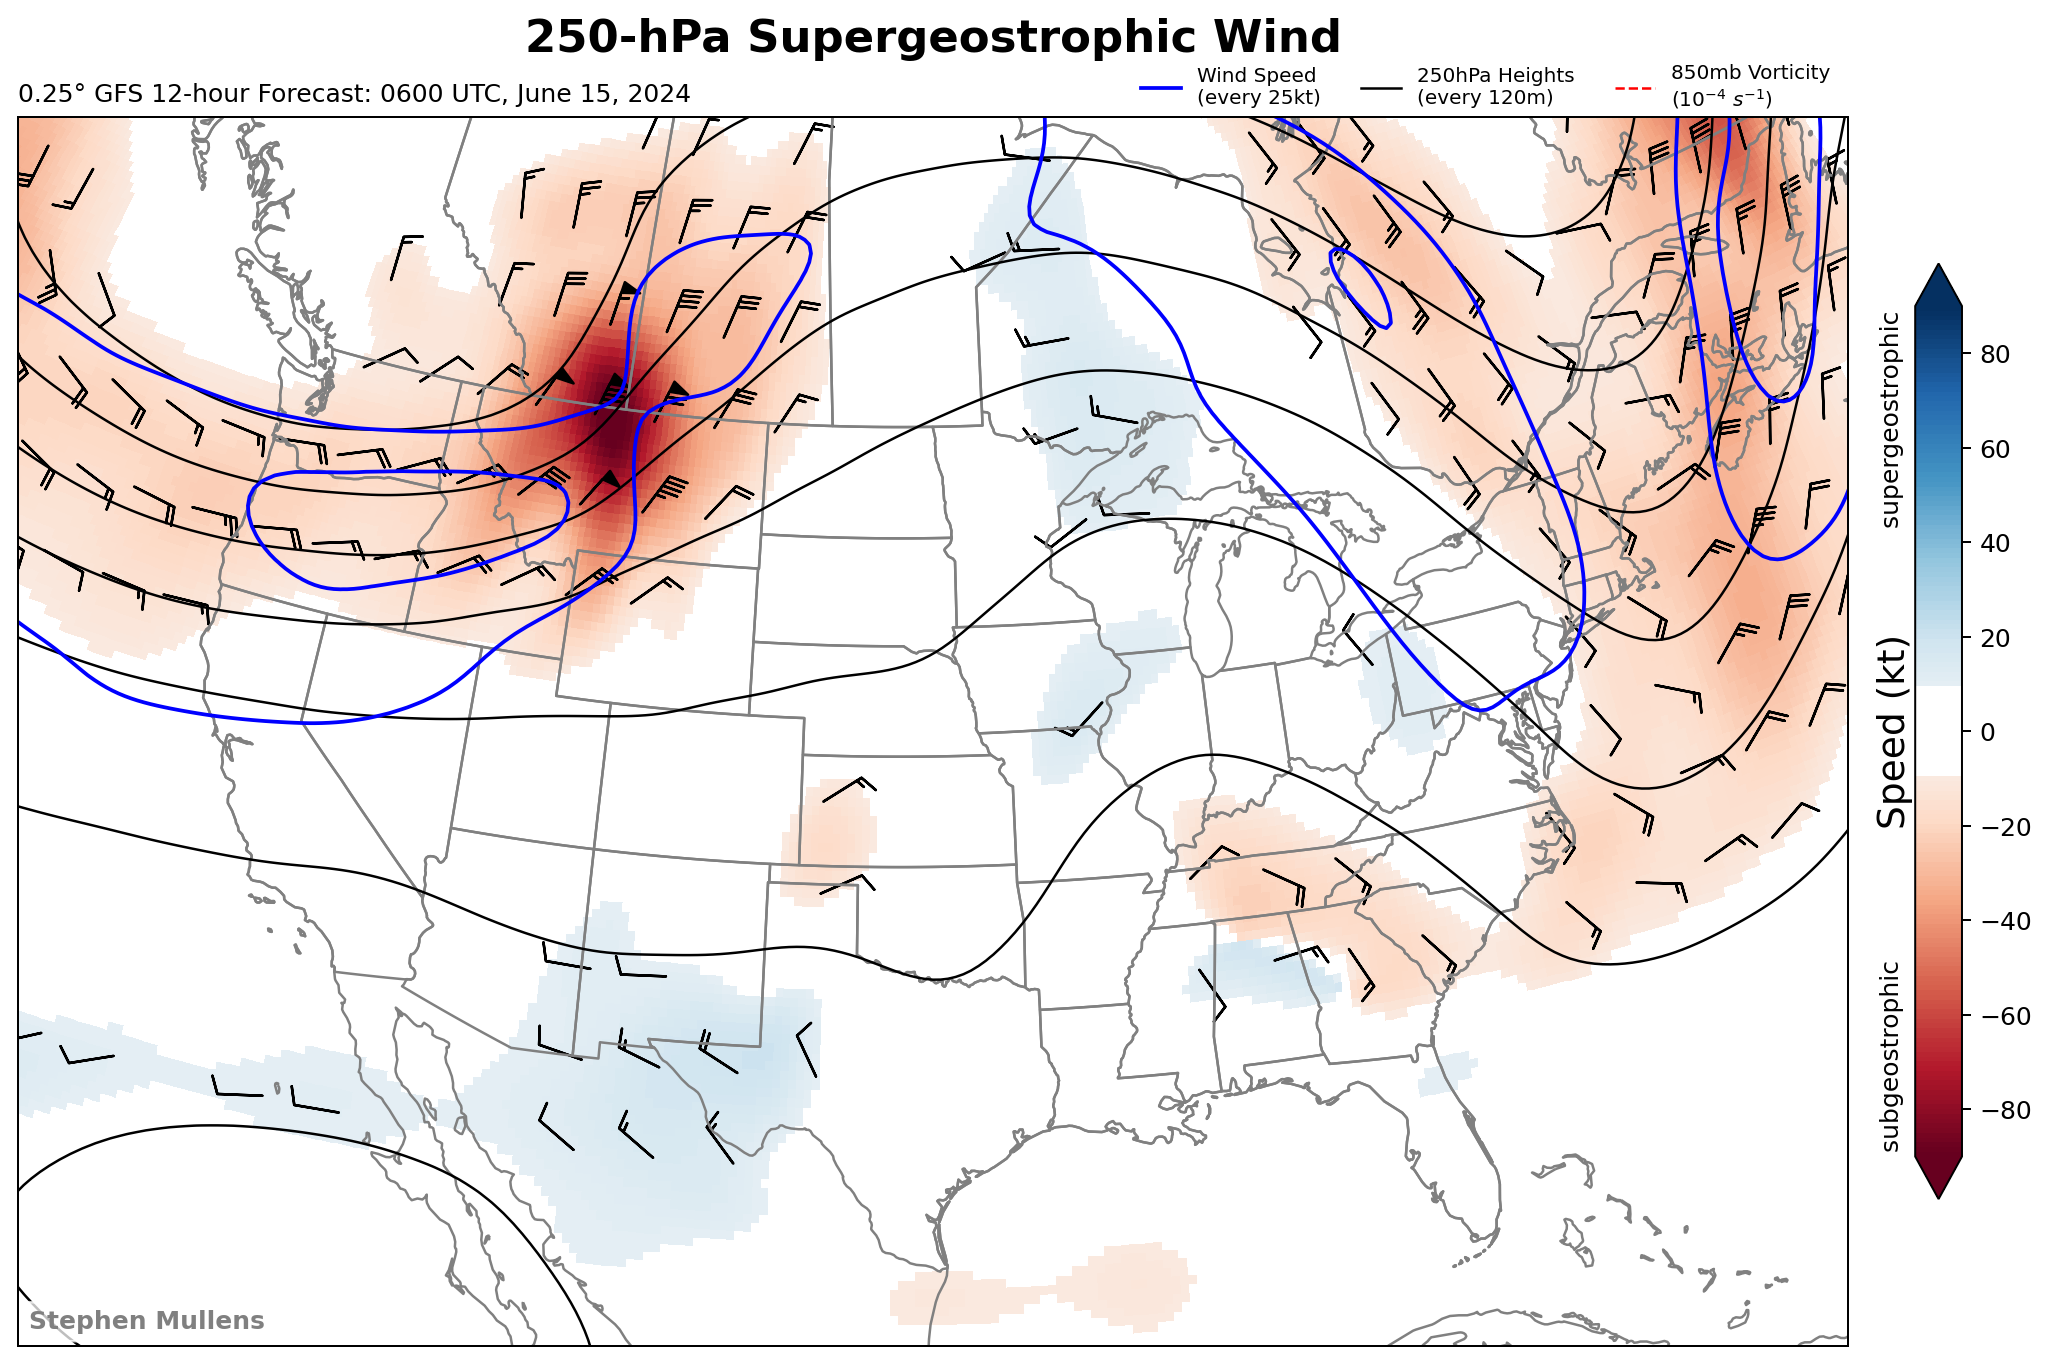 250-hPa Supergeostrophic Wind
0.25° GFS 12-hour Forecast: 0600 UTC, June 15, 2024
Wind Speed
(every 25kt)
250hPa Heights
(every 120m)
850mb Vorticity
(10⁻⁴ s⁻¹)
supergeostrophic
Speed (kt)
subgeostrophic
80
60
40
20
0
−20
−40
−60
−80
Stephen Mullens